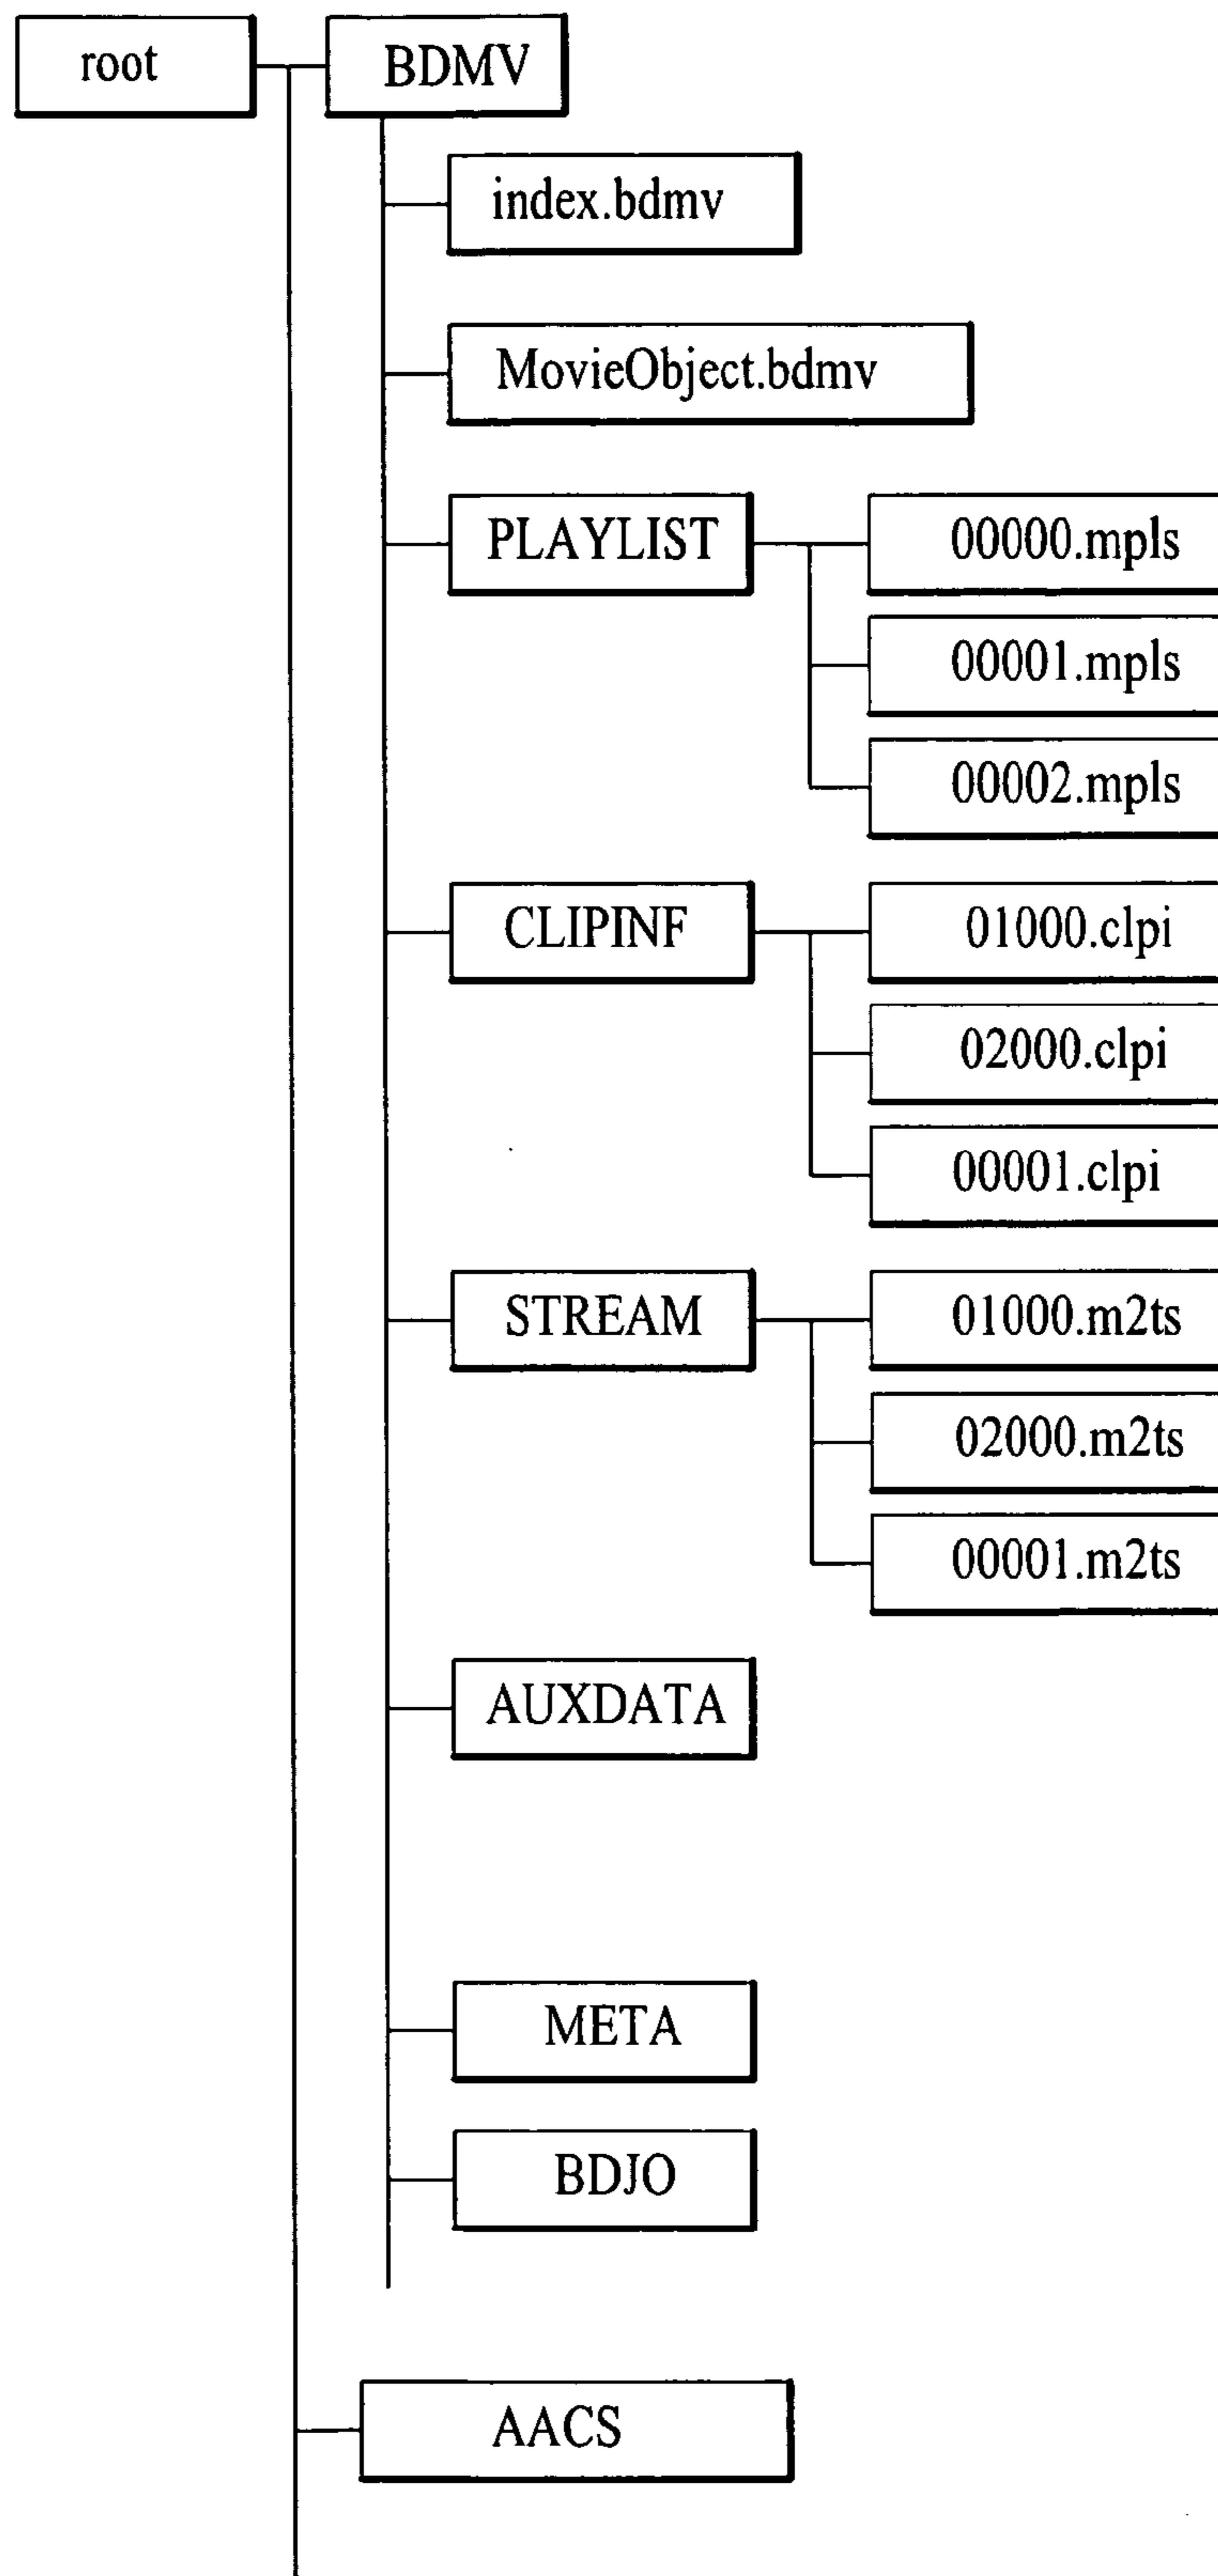 root
BDMV
index.bdmv
MovieObject.bdmv
PLAYLIST
00000.mpls
00001.mpls
00002.mpls
CLIPINF
01000.clpi
02000.clpi
00001.clpi
STREAM
01000.m2ts
02000.m2ts
00001.m2ts
AUXDATA
META
BDJO
AACS